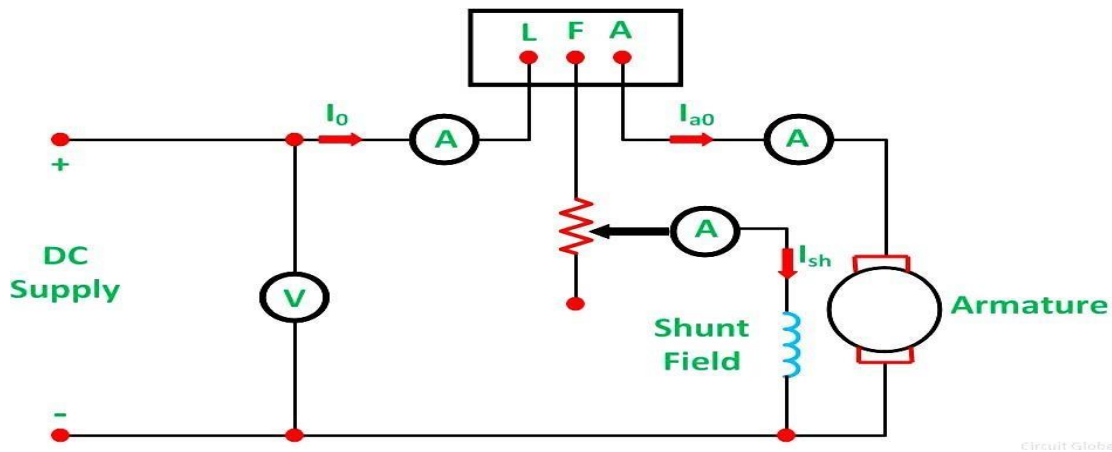 L F A
I₀
A
Iₐ₀
A
+
A
Iₛₕ
DC
Supply
V
Shunt
Field
Armature
-
Circuit Globe